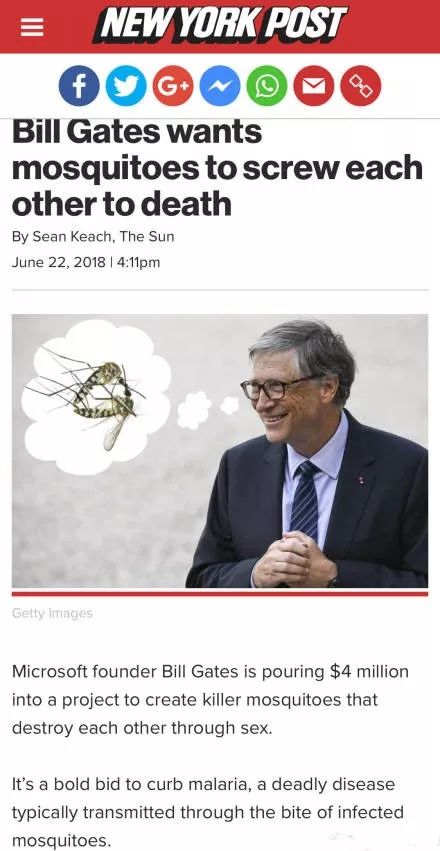 NEW YORK POST
Bill Gates wants
mosquitoes to screw each
other to death
By Sean Keach, The Sun
June 22, 2018 | 4:11pm
Getty Images
Microsoft founder Bill Gates is pouring $4 million
into a project to create killer mosquitoes that
destroy each other through sex.
It’s a bold bid to curb malaria, a deadly disease
typically transmitted through the bite of infected
mosquitoes.